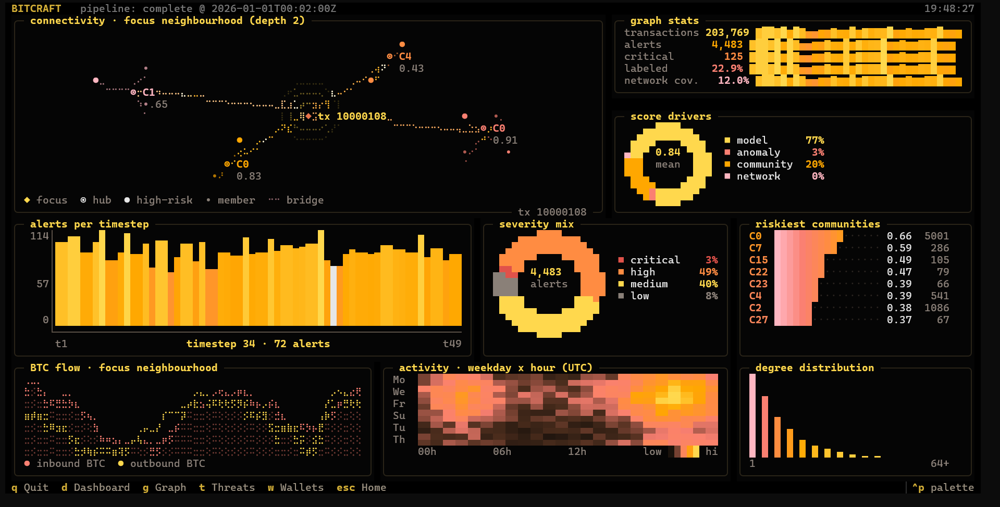 BITCRAFT pipeline: complete @ 2026-01-01T00:02:00Z 19:48:27
connectivity · focus neighbourhood (depth 2)
C4
0.43
C1
.65
tx 10000108
C0
0.91
C0
0.83
◆ focus ◉ hub ● high-risk • member ┄┄ bridge
tx 10000108
graph stats
transactions 203,769
alerts 4,483
critical 125
labeled 22.9%
network cov. 12.0%
score drivers
0.84
mean
■ model 77%
■ anomaly 3%
■ community 20%
■ network 0%
alerts per timestep
114
57
0
t1 timestep 34 · 72 alerts t49
severity mix
4,483
alerts
■ critical 3%
■ high 49%
■ medium 40%
■ low 8%
riskiest communities
C0 0.66 5001
C7 0.59 286
C15 0.49 105
C22 0.47 79
C23 0.39 66
C4 0.39 541
C2 0.38 1086
C27 0.37 67
BTC flow · focus neighbourhood
● inbound BTC ● outbound BTC
activity · weekday x hour (UTC)
Mo
We
Fr
Su
Tu
Th
00h 06h 12h low hi
degree distribution
1 64+
q Quit d Dashboard g Graph t Threats w Wallets esc Home ^p palette